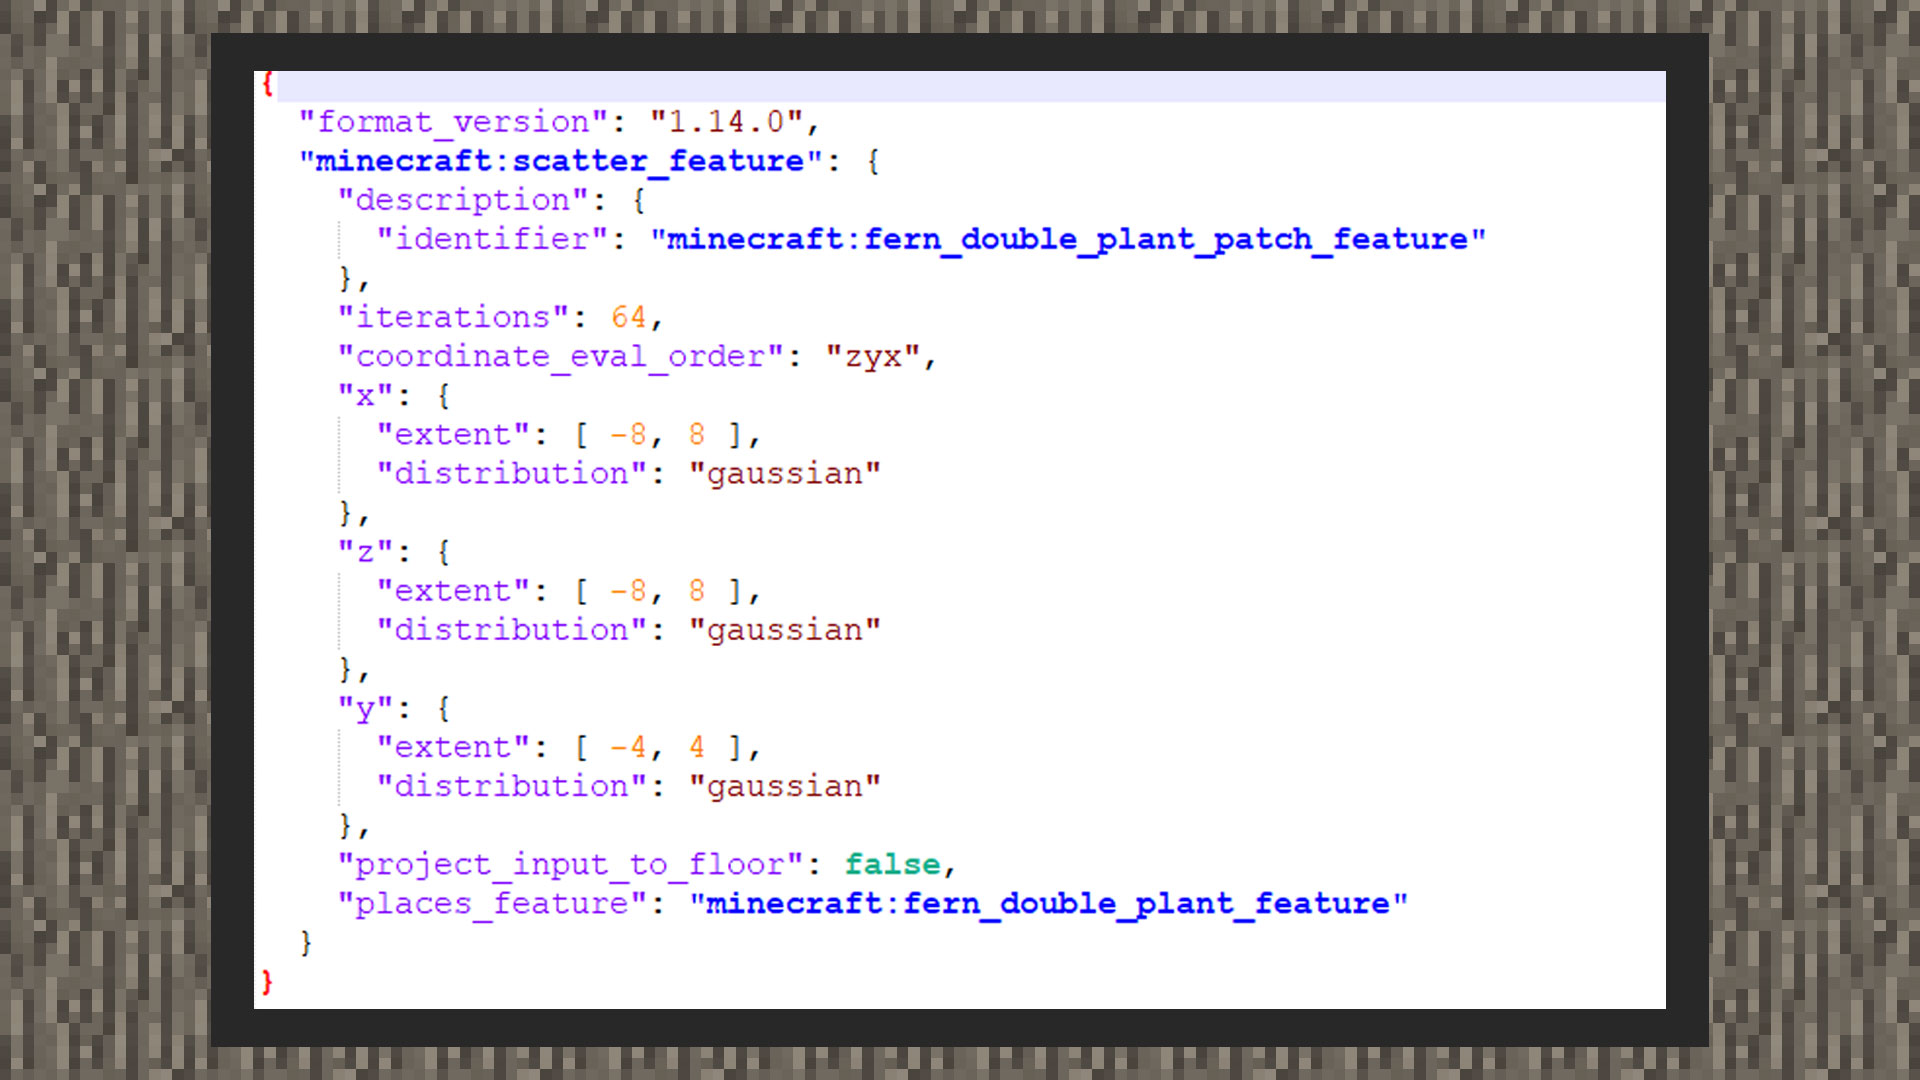 {
  "format_version": "1.14.0",
  "minecraft:scatter_feature": {
    "description": {
      "identifier": "minecraft:fern_double_plant_patch_feature"
    },
    "iterations": 64,
    "coordinate_eval_order": "zyx",
    "x": {
      "extent": [ -8, 8 ],
      "distribution": "gaussian"
    },
    "z": {
      "extent": [ -8, 8 ],
      "distribution": "gaussian"
    },
    "y": {
      "extent": [ -4, 4 ],
      "distribution": "gaussian"
    },
    "project_input_to_floor": false,
    "places_feature": "minecraft:fern_double_plant_feature"
  }
}